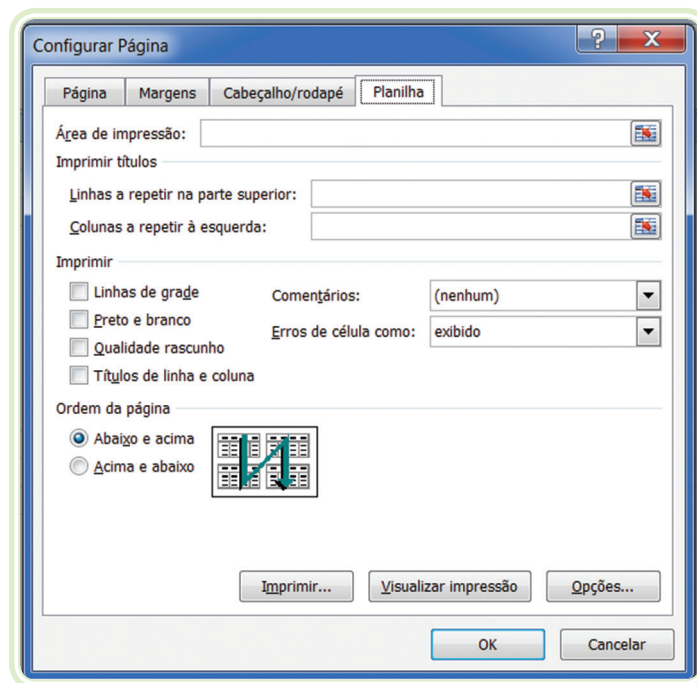 Configurar Página
Página Margens Cabeçalho/rodapé Planilha
Área de impressão:
Imprimir títulos
Linhas a repetir na parte superior:
Colunas a repetir à esquerda:
Imprimir
Linhas de grade
Preto e branco
Qualidade rascunho
Títulos de linha e coluna
Comentários: (nenhum)
Erros de célula como: exibido
Ordem da página
Abaixo e acima
Acima e abaixo
Imprimir... Visualizar impressão Opções...
OK Cancelar